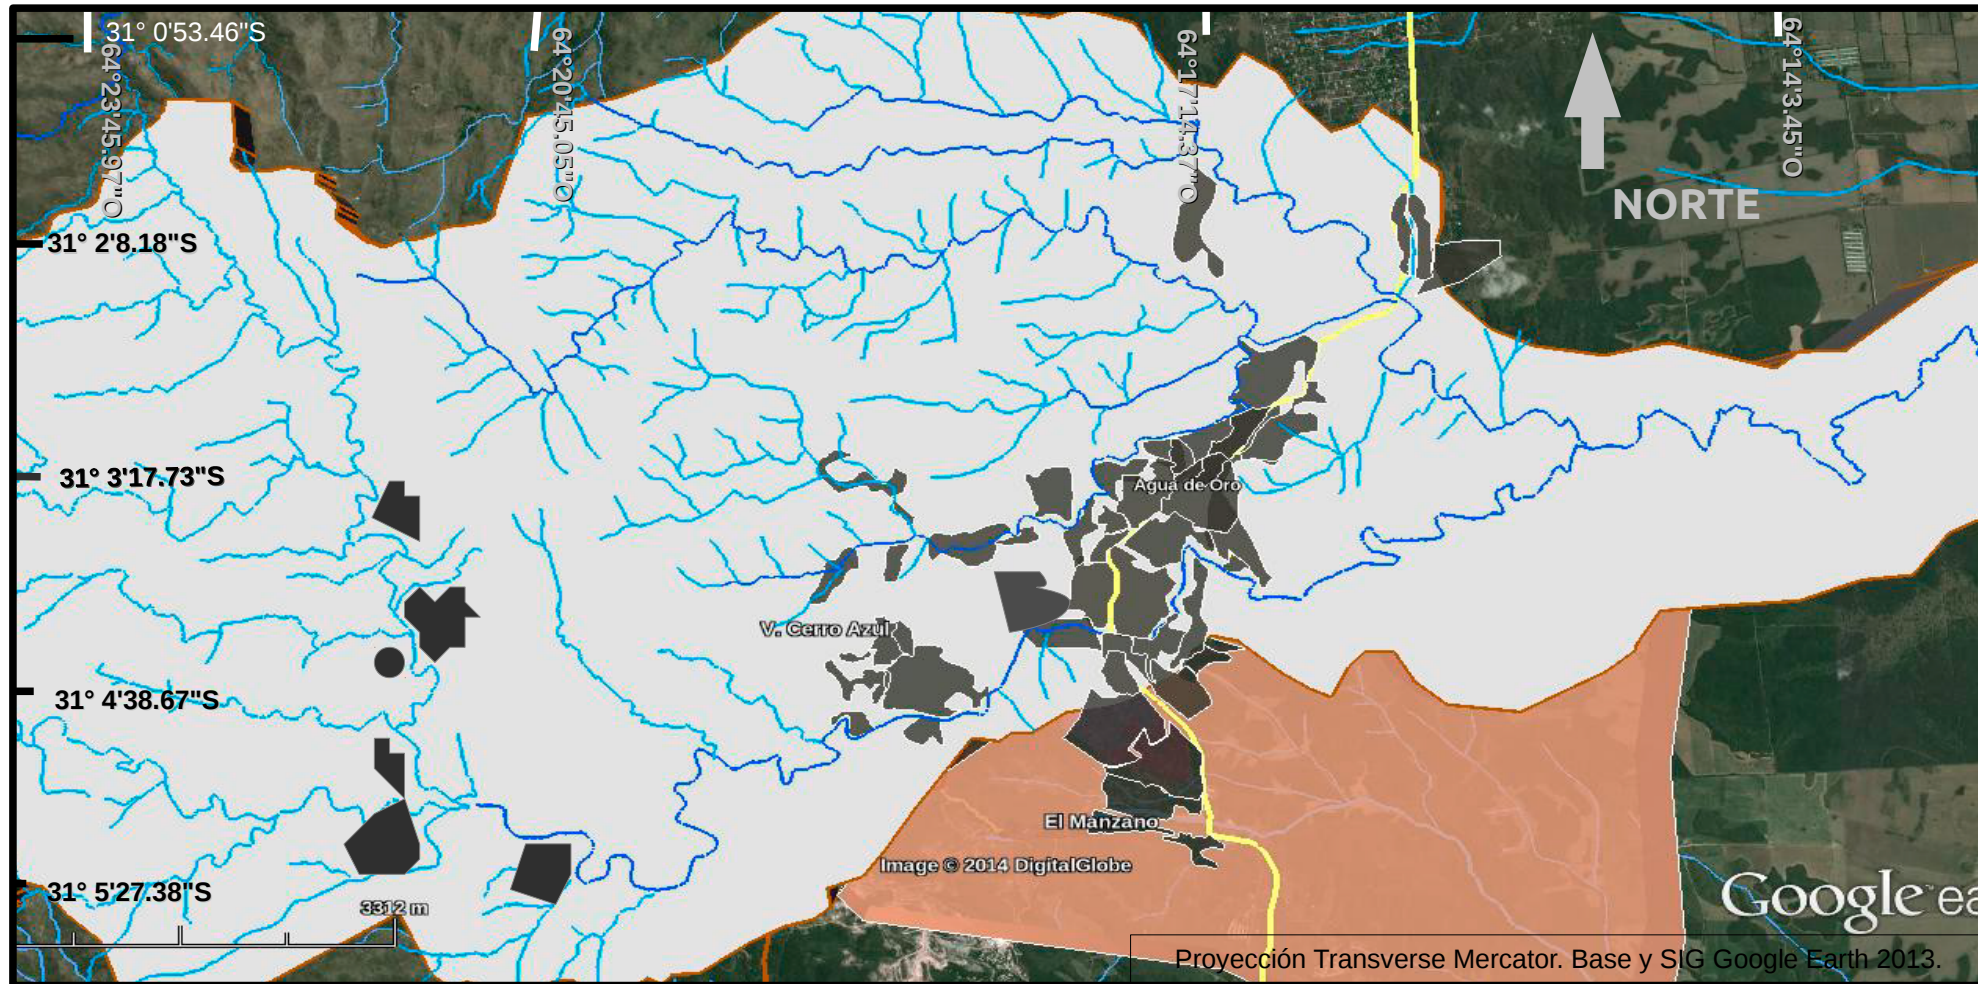 31° 0'53.46"S
64°23'45.97"O
64°20'45.05"O
64°17'14.37"O
64°14'3.45"O
NORTE
31° 2'8.18"S
31° 3'17.73"S
Agua de Oro
V. Cerro Azul
31° 4'38.67"S
El Manzano
Image © 2014 DigitalGlobe
31° 5'27.38"S
3312 m
Google ea
Proyección Transverse Mercator. Base y SIG Google Earth 2013.